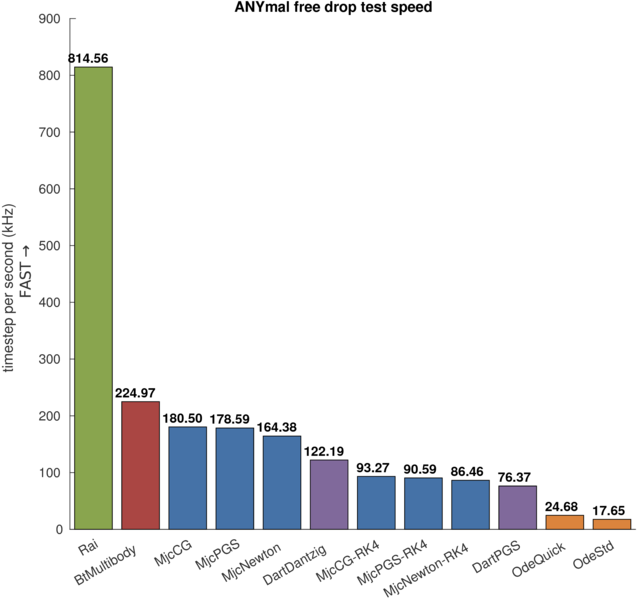 ANYmal free drop test speed
timestep per second (kHz)
FAST →
900
800
700
600
500
400
300
200
100
0
814.56
224.97
180.50
178.59
164.38
122.19
93.27
90.59
86.46
76.37
24.68
17.65
Rai
BtMultibody
MjcCG
MjcPGS
MjcNewton
DartDantzig
MjcCG-RK4
MjcPGS-RK4
MjcNewton-RK4
DartPGS
OdeQuick
OdeStd